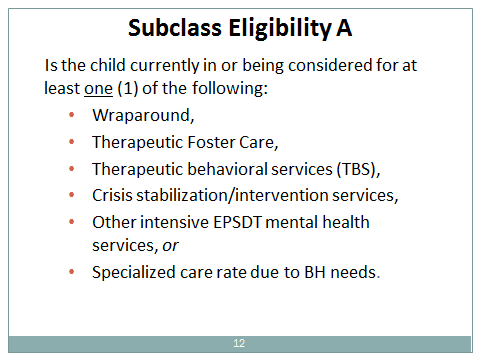 Subclass Eligibility A
Is the child currently in or being considered for at
least one (1) of the following:
• Wraparound,
• Therapeutic Foster Care,
• Therapeutic behavioral services (TBS),
• Crisis stabilization/intervention services,
• Other intensive EPSDT mental health
services, or
• Specialized care rate due to BH needs.
12